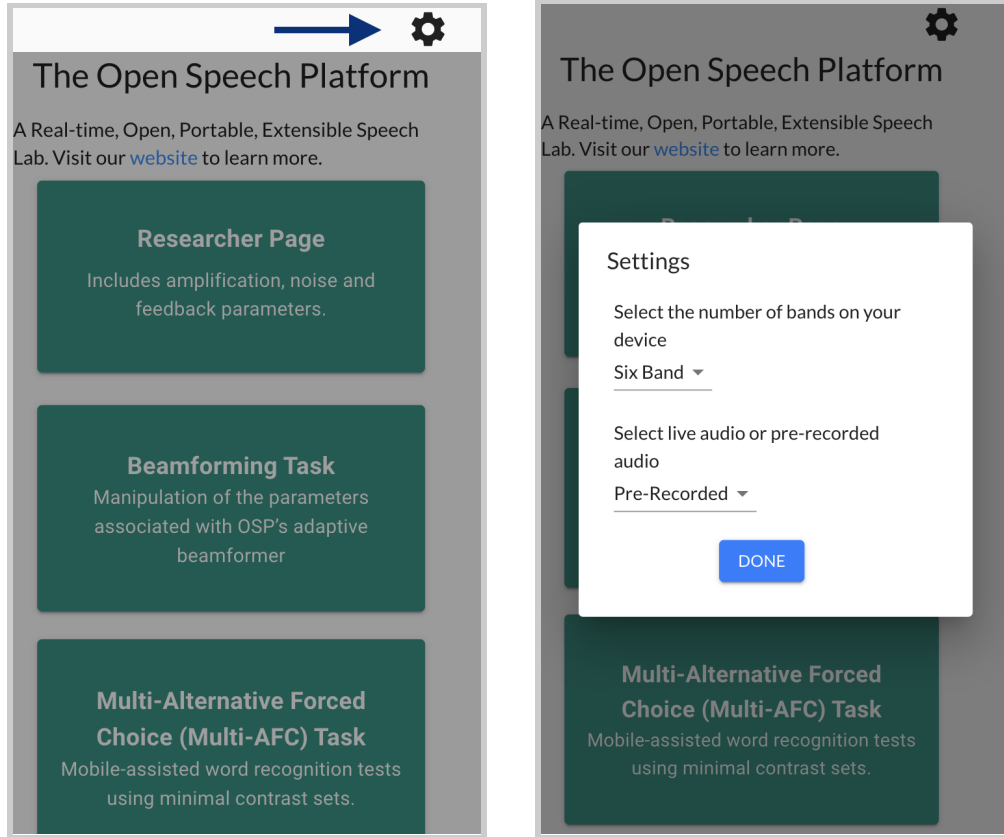 The Open Speech Platform
A Real-time, Open, Portable, Extensible Speech
Lab. Visit our website to learn more.
Researcher Page
Includes amplification, noise and
feedback parameters.
Beamforming Task
Manipulation of the parameters
associated with OSP's adaptive
beamformer
Multi-Alternative Forced
Choice (Multi-AFC) Task
Mobile-assisted word recognition tests
using minimal contrast sets.
The Open Speech Platform
A Real-time, Open, Portable, Extensible Speech
Lab. Visit our website to learn more.
Settings
Select the number of bands on your
device
Six Band
Select live audio or pre-recorded
audio
Pre-Recorded
DONE
Multi-Alternative Forced
Choice (Multi-AFC) Task
Mobile-assisted word recognition tests
using minimal contrast sets.